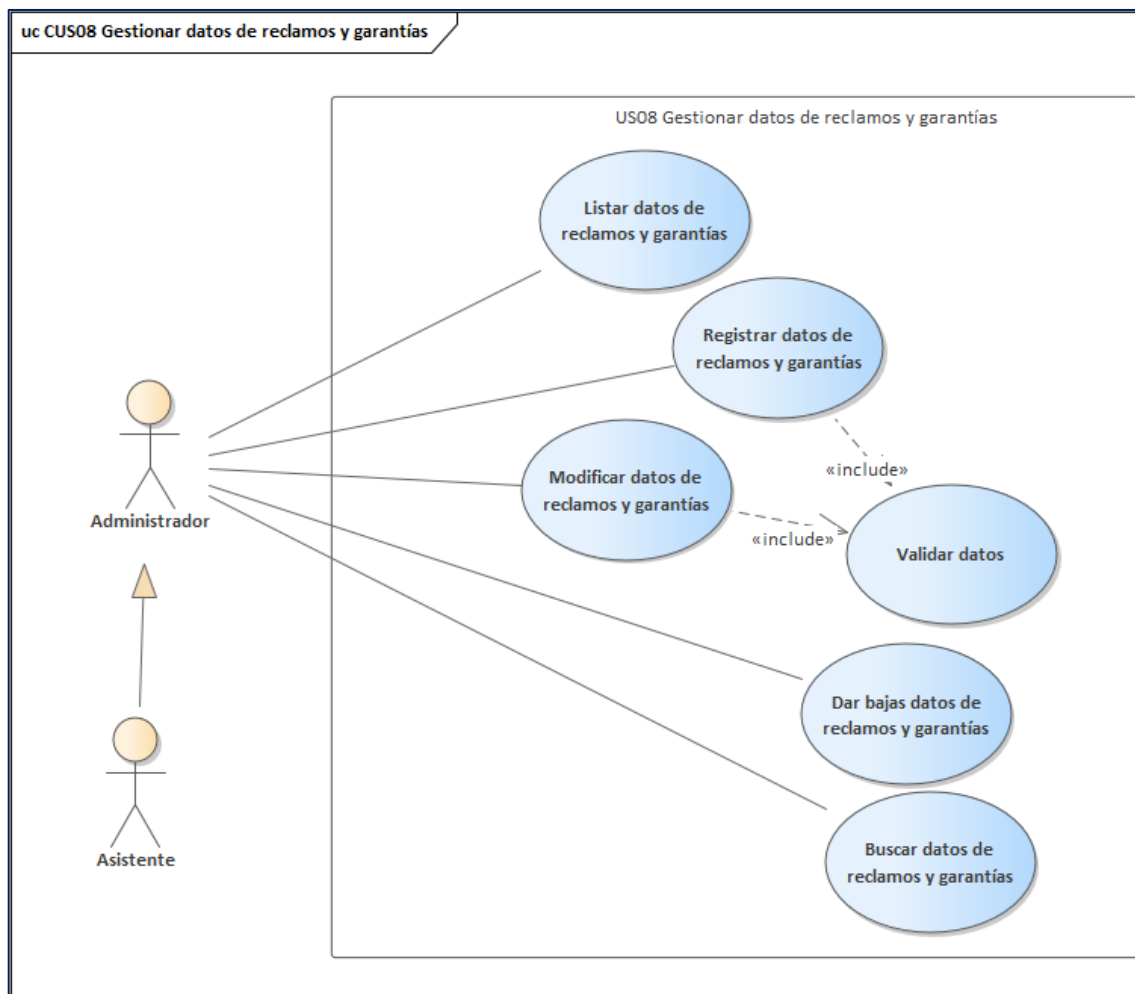 uc CUS08 Gestionar datos de reclamos y garantías
US08 Gestionar datos de reclamos y garantías
Listar datos de
reclamos y garantías
Registrar datos de
reclamos y garantías
«include»
Modificar datos de
reclamos y garantías
«include»
Validar datos
Administrador
Dar bajas datos de
reclamos y garantías
Asistente
Buscar datos de
reclamos y garantías